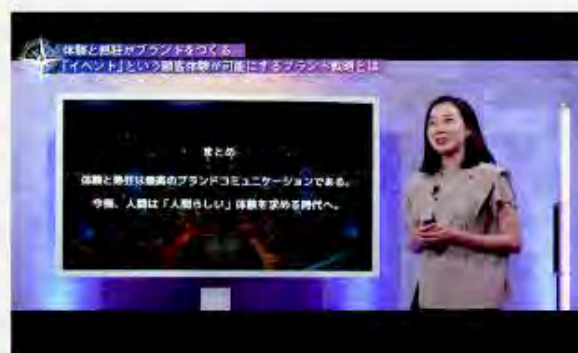 体験と熱狂がブランドをつくる
「イベント」という顧客体験が可能にするブランド戦略とは
まとめ
体験と熱狂は最高のブランドコミュニケーションである。
今後、人間は「人間らしい」体験を求める時代へ。